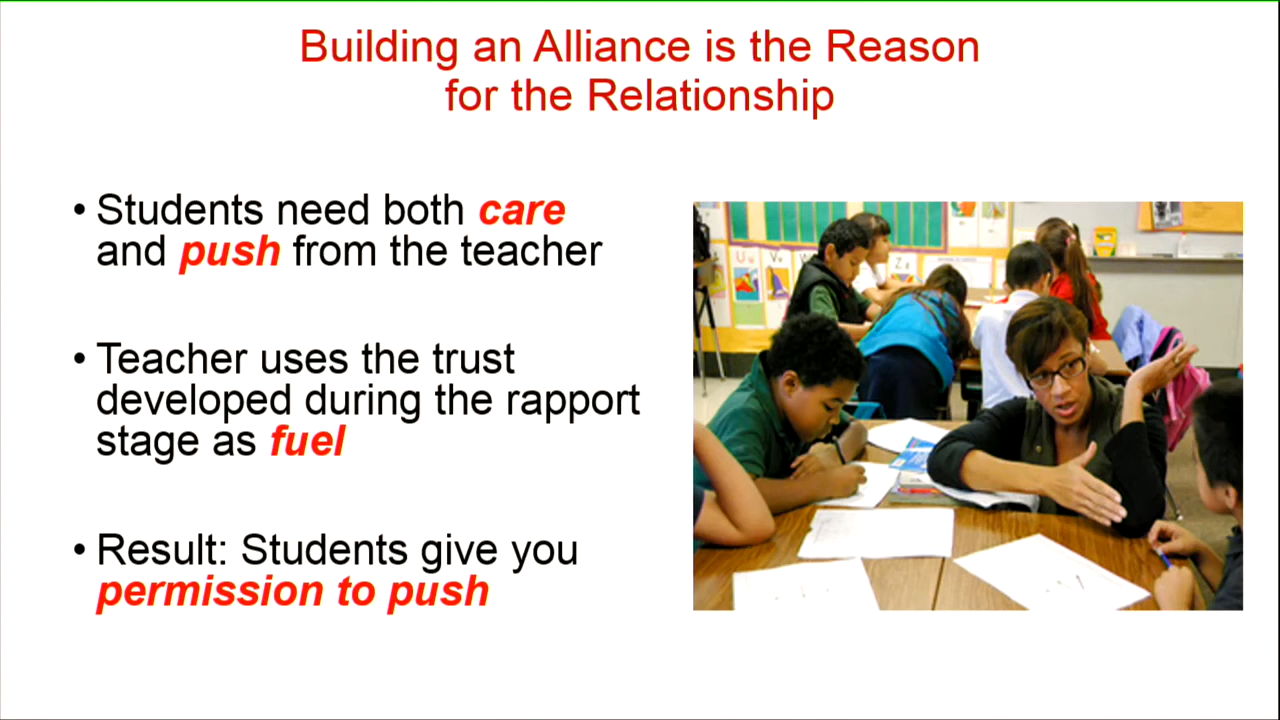 Building an Alliance is the Reason
for the Relationship
• Students need both care
and push from the teacher
• Teacher uses the trust
developed during the rapport
stage as fuel
• Result: Students give you
permission to push